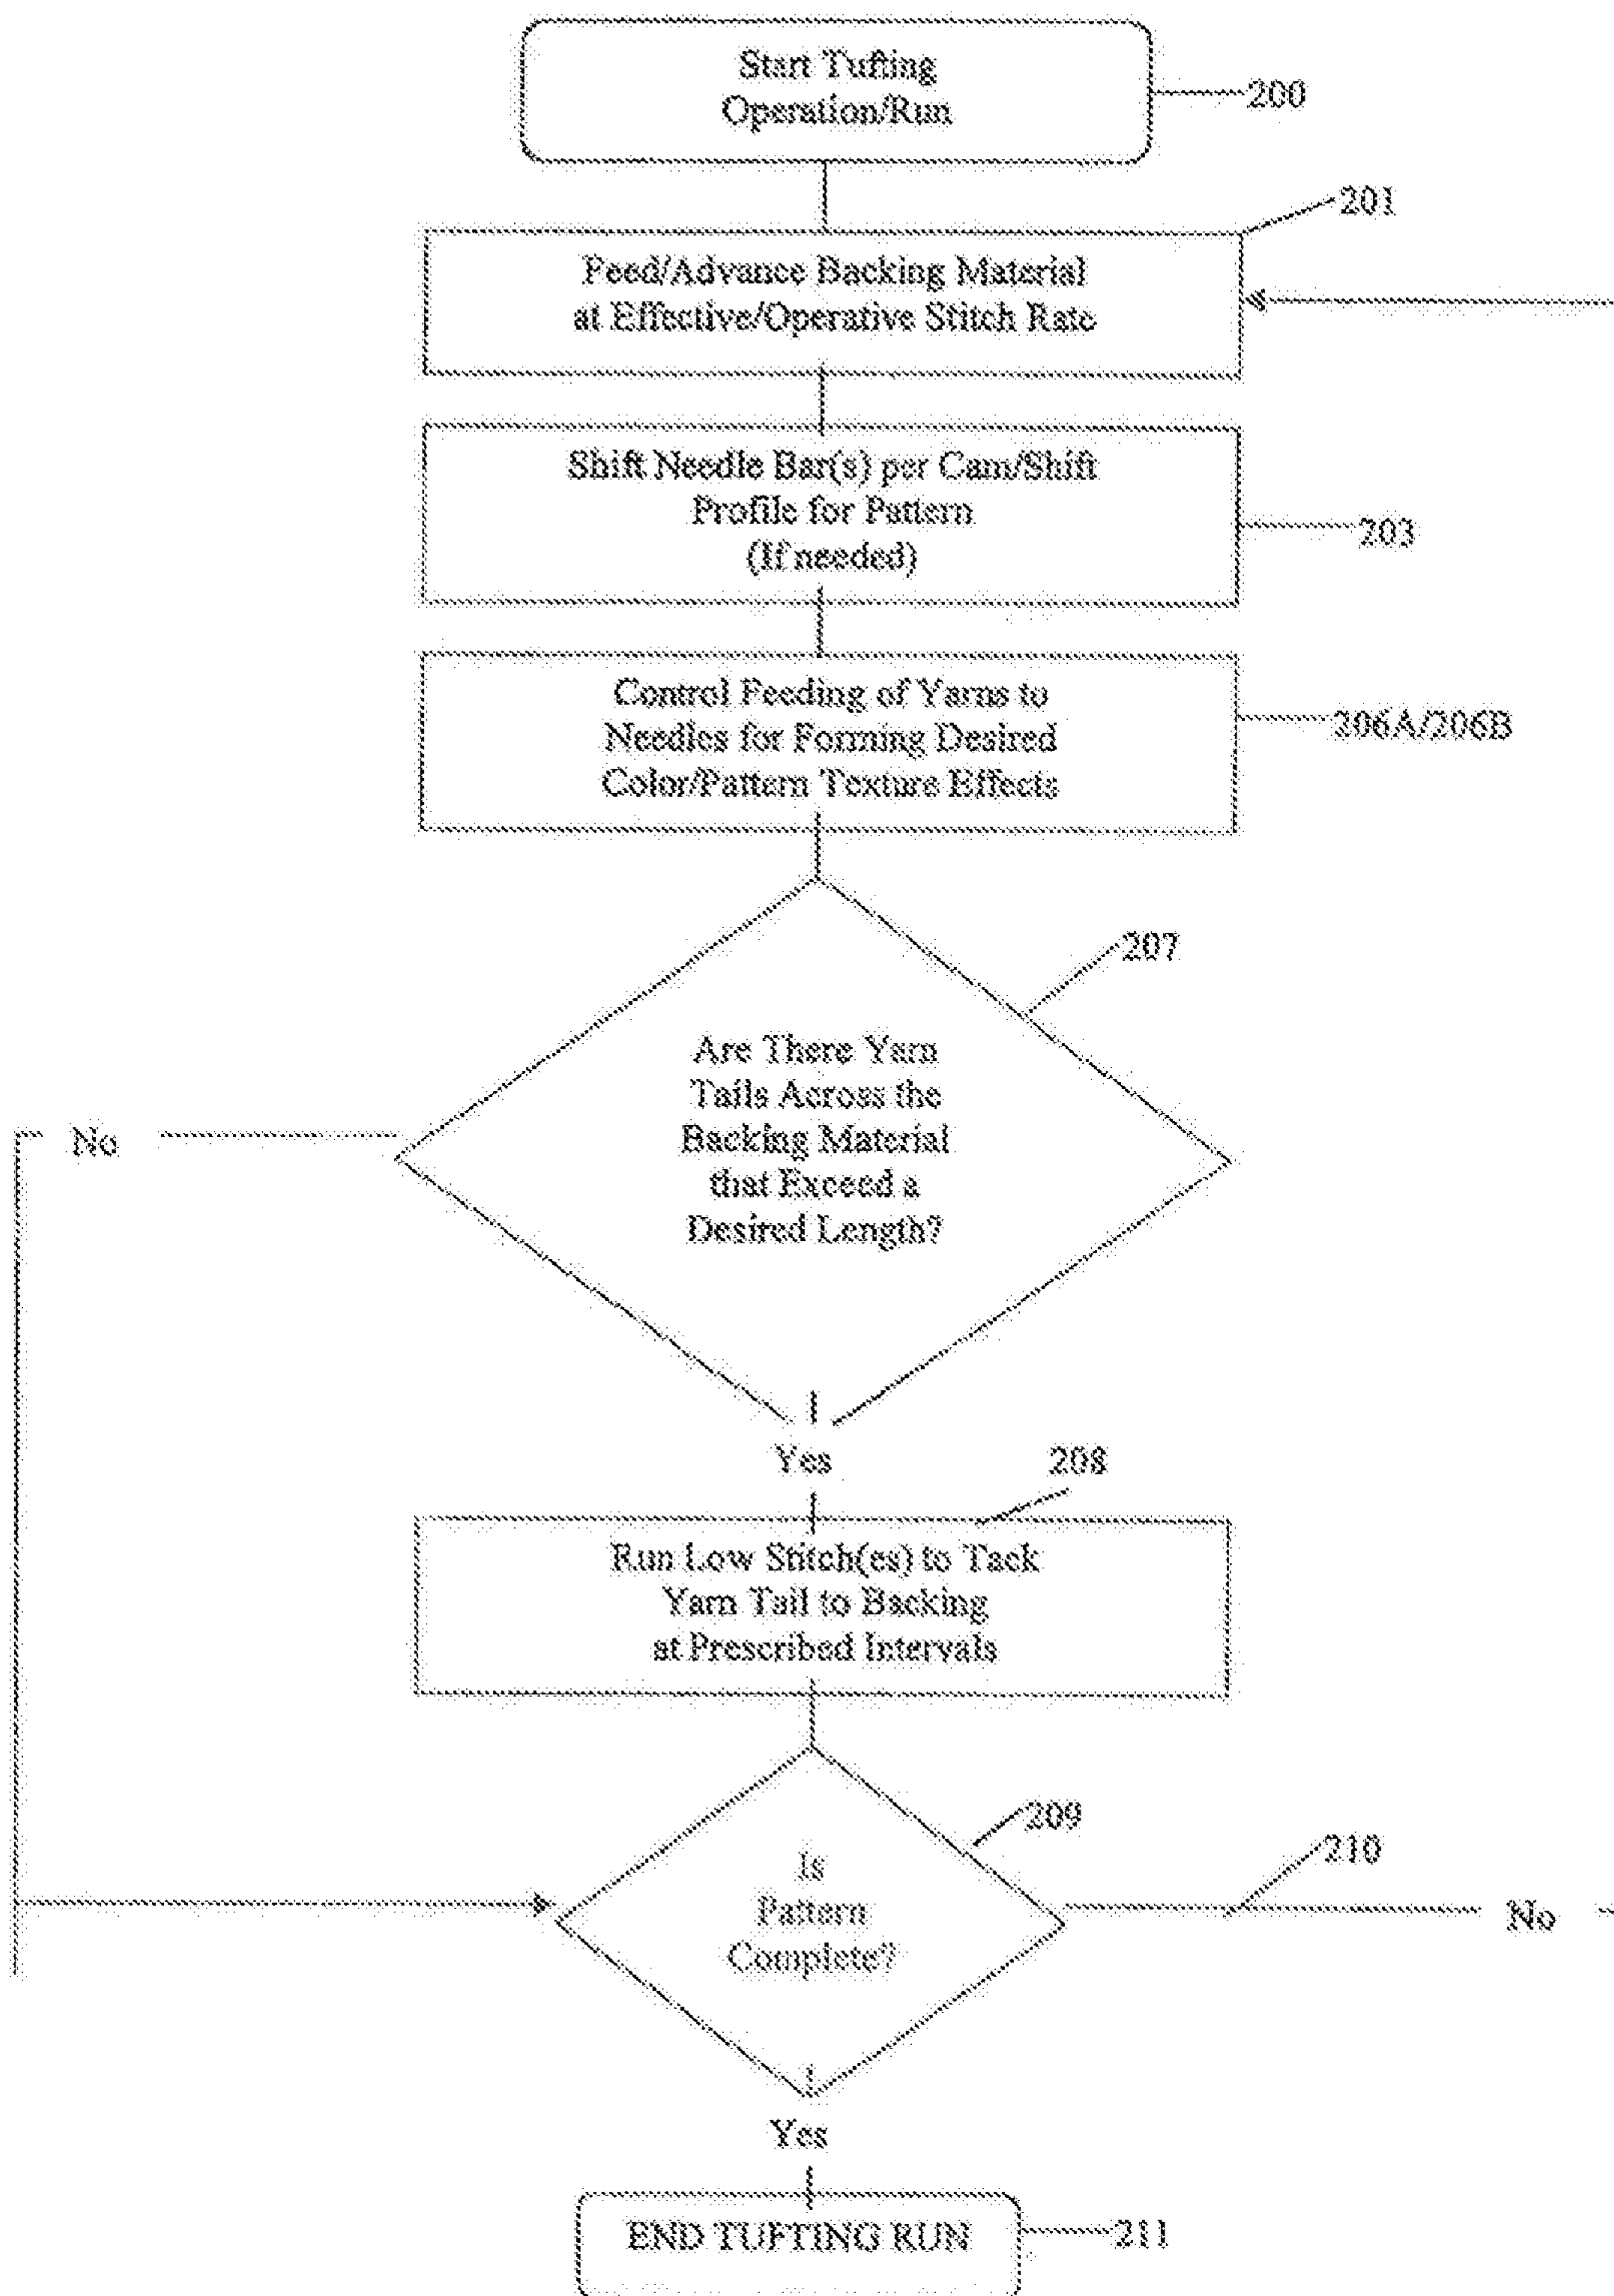 Start Tufting
Operation/Run
200
201
Feed/Advance Backing Material
at Effective/Operative Stitch Rate
Shift Needle Bar(s) per Cam/Shift
Profile for Pattern
(If needed)
203
Control Feeding of Yarns to
Needles for Forming Desired
Color/Pattern Texture Effects
206A/206B
207
Are There Yarn
Tails Across the
Backing Material
that Exceed a
Desired Length?
No
Yes
208
Run Low Stitch(es) to Tack
Yarn Tail to Backing
at Prescribed Intervals
209
Is
Pattern
Complete?
210
No
Yes
END TUFTING RUN
211